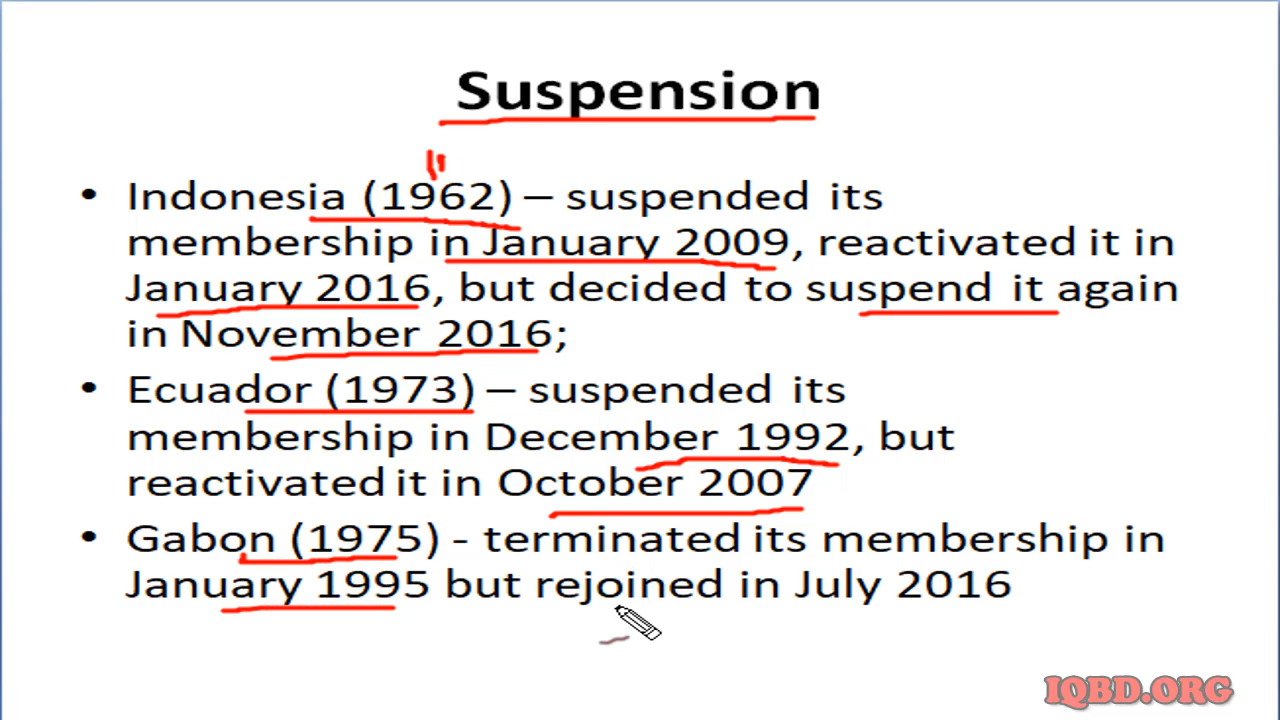 Suspension
• Indonesia (1962) – suspended its
membership in January 2009, reactivated it in
January 2016, but decided to suspend it again
in November 2016;
• Ecuador (1973) – suspended its
membership in December 1992, but
reactivated it in October 2007
• Gabon (1975) - terminated its membership in
January 1995 but rejoined in July 2016
IQBD.ORG